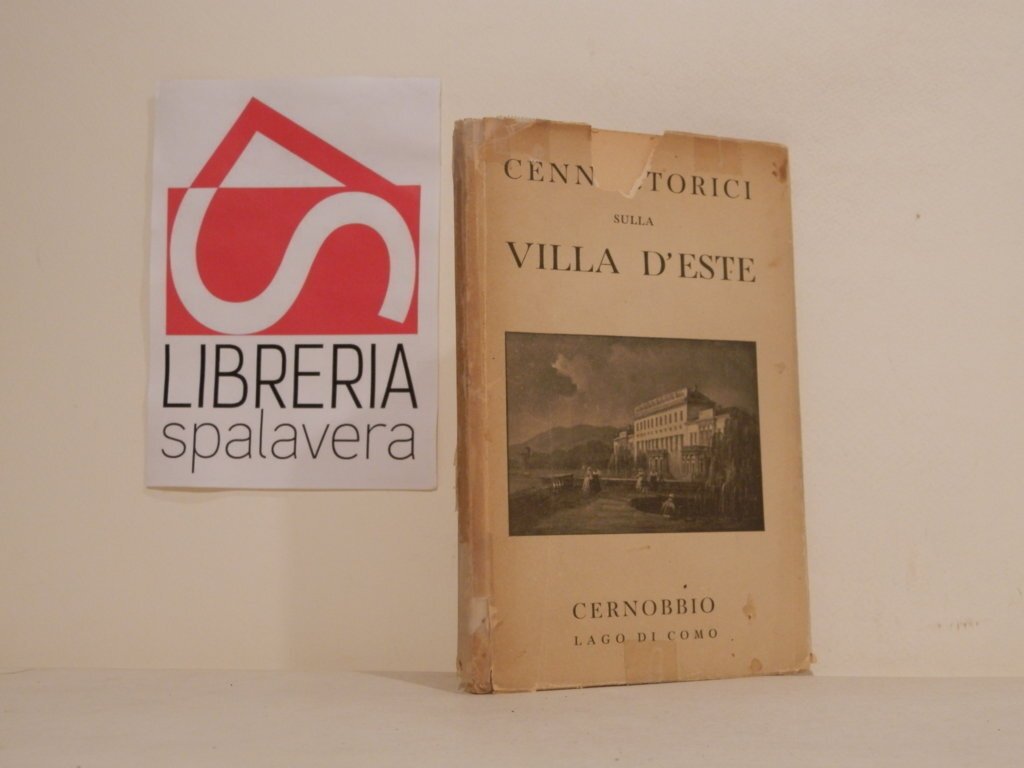 LIBRERIA
spalavera
CENN TORICI
SULLA
VILLA D'ESTE
CERNOBBIO
LAGO DI COMO